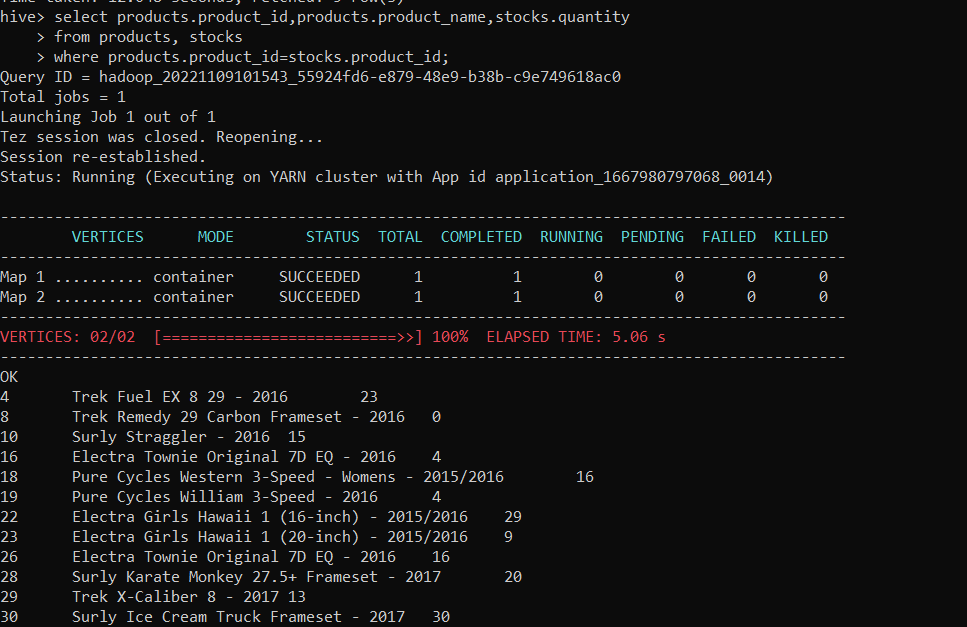 hive> select products.product_id,products.product_name,stocks.quantity
    > from products, stocks
    > where products.product_id=stocks.product_id;
Query ID = hadoop_20221109101543_55924fd6-e879-48e9-b38b-c9e749618ac0
Total jobs = 1
Launching Job 1 out of 1
Tez session was closed. Reopening...
Session re-established.
Status: Running (Executing on YARN cluster with App id application_1667980797068_0014)
----------------------------------------------------------------------------------------------
        VERTICES      MODE        STATUS  TOTAL  COMPLETED  RUNNING  PENDING  FAILED  KILLED
----------------------------------------------------------------------------------------------
Map 1 .......... container     SUCCEEDED      1          1        0        0       0       0
Map 2 .......... container     SUCCEEDED      1          1        0        0       0       0
----------------------------------------------------------------------------------------------
VERTICES: 02/02  [==========================>>] 100%  ELAPSED TIME: 5.06 s
----------------------------------------------------------------------------------------------
OK
4       Trek Fuel EX 8 29 - 2016        23
8       Trek Remedy 29 Carbon Frameset - 2016   0
10      Surly Straggler - 2016  15
16      Electra Townie Original 7D EQ - 2016    4
18      Pure Cycles Western 3-Speed - Womens - 2015/2016        16
19      Pure Cycles William 3-Speed - 2016      4
22      Electra Girls Hawaii 1 (16-inch) - 2015/2016    29
23      Electra Girls Hawaii 1 (20-inch) - 2015/2016    9
26      Electra Townie Original 7D EQ - 2016    16
28      Surly Karate Monkey 27.5+ Frameset - 2017       20
29      Trek X-Caliber 8 - 2017 13
30      Surly Ice Cream Truck Frameset - 2017   30